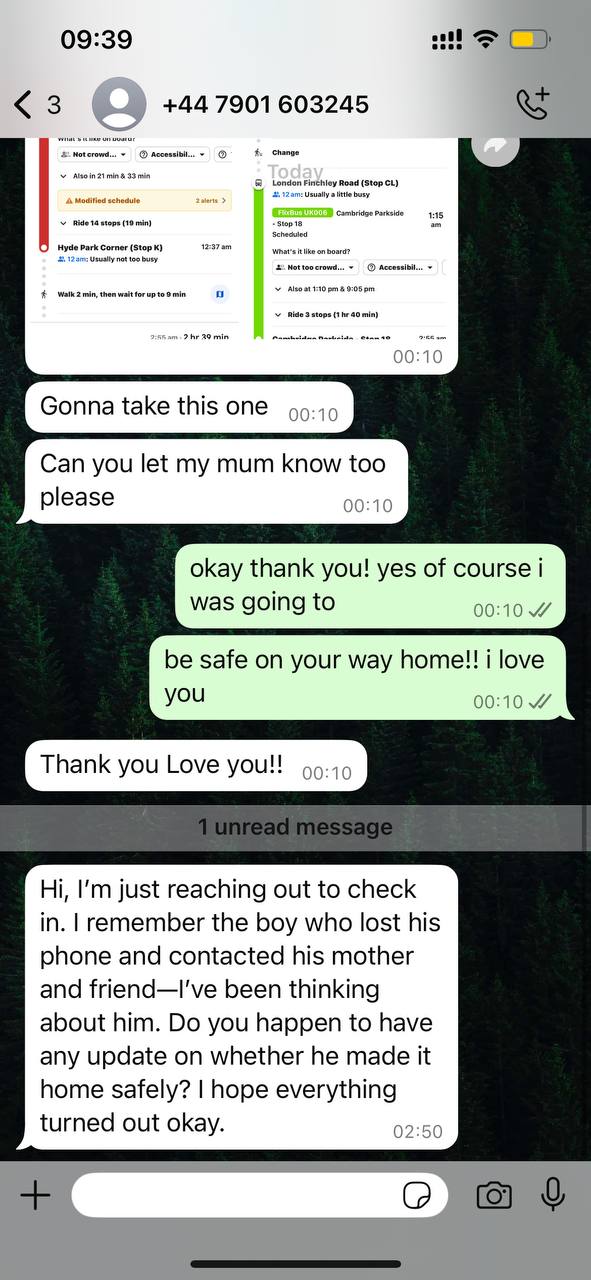 09:39
3
+44 7901 603245
What's it like on board?
Not crowd...
Accessibil...
Also in 21 min & 33 min
Modified schedule
2 alerts
Ride 14 stops (19 min)
Hyde Park Corner (Stop K)
12:37 am
12 am: Usually not too busy
Walk 2 min, then wait for up to 9 min
2:55 am · 2 hr 39 min
Change
Today
London Finchley Road (Stop CL)
12 am: Usually a little busy
FlixBus UK006 Cambridge Parkside
- Stop 18
1:15
am
Scheduled
What's it like on board?
Not too crowd...
Accessibil...
Also at 1:10 pm & 9:05 pm
Ride 3 stops (1 hr 40 min)
Cambridge Parkside - Stop 18
2:55 am
00:10
Gonna take this one
00:10
Can you let my mum know too
please
00:10
okay thank you! yes of course i
was going to
00:10
be safe on your way home!! i love
you
00:10
Thank you Love you!!
00:10
1 unread message
Hi, I’m just reaching out to check
in. I remember the boy who lost his
phone and contacted his mother
and friend—I’ve been thinking
about him. Do you happen to have
any update on whether he made it
home safely? I hope everything
turned out okay.
02:50